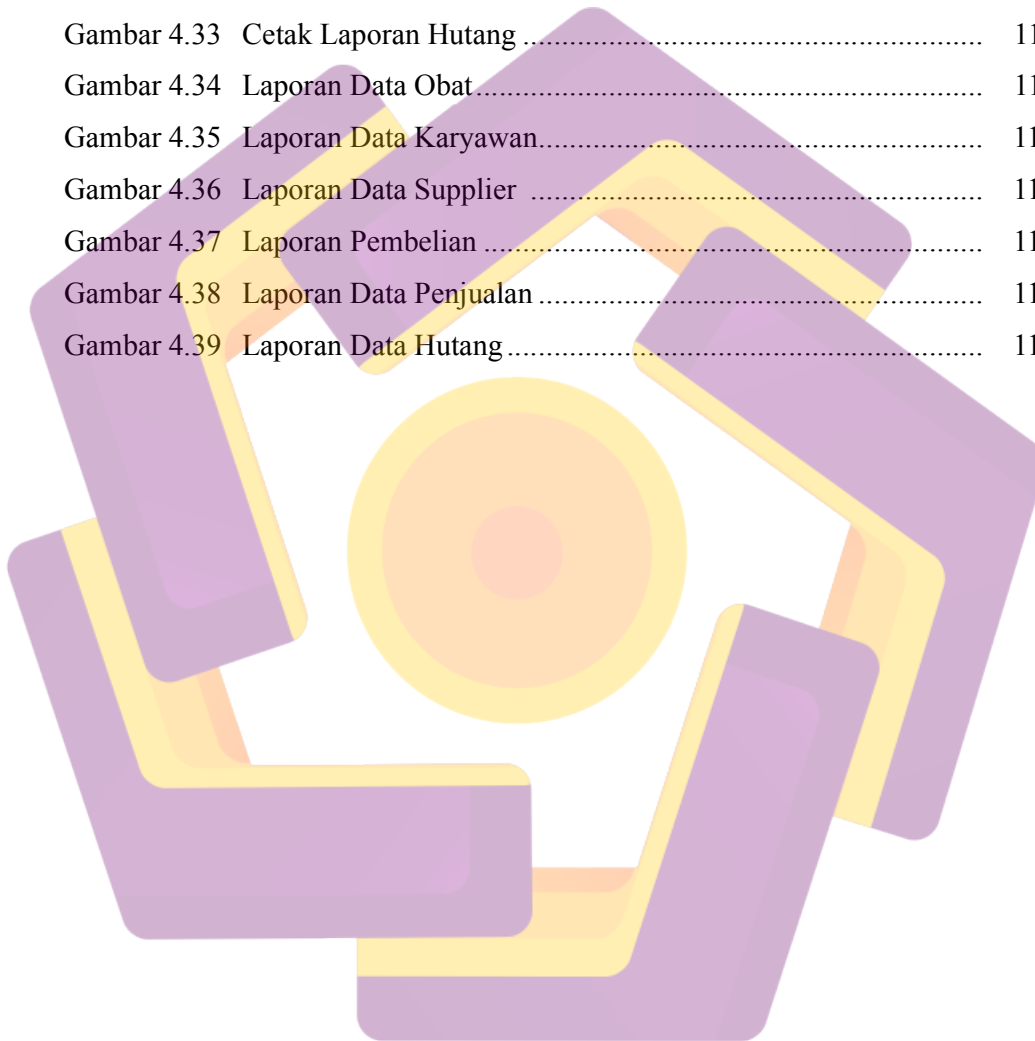 Gambar 4.33 Cetak Laporan Hutang ........................................................................ 11
Gambar 4.34 Laporan Data Obat ................................................................................ 11
Gambar 4.35 Laporan Data Karyawan ..................................................................... 11
Gambar 4.36 Laporan Data Supplier ....................................................................... 11
Gambar 4.37 Laporan Pembelian .............................................................................. 11
Gambar 4.38 Laporan Data Penjualan ..................................................................... 11
Gambar 4.39 Laporan Data Hutang .......................................................................... 11